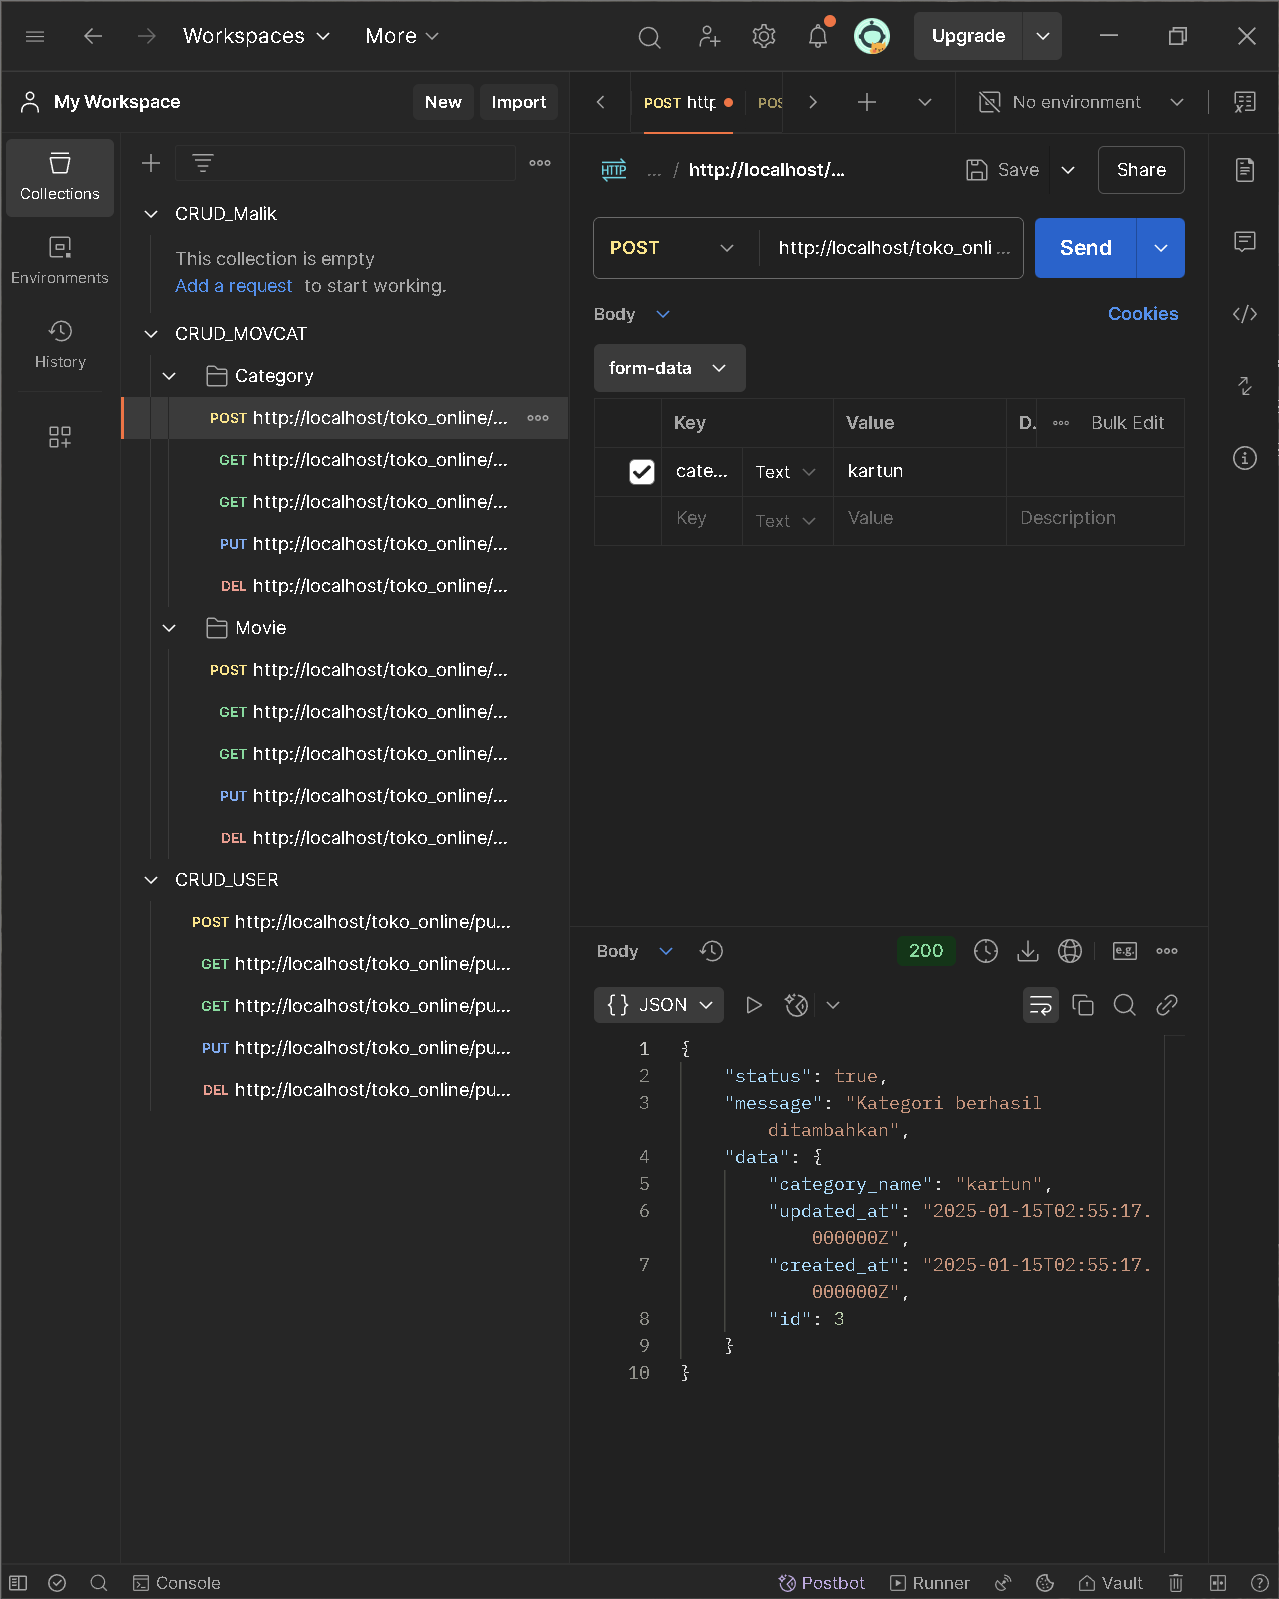 Workspaces
More
Upgrade
My Workspace
New
Import
POST http
POS
No environment
Collections
Environments
History
CRUD_Malik
This collection is empty
Add a request to start working.
CRUD_MOVCAT
Category
POST http://localhost/toko_online/...
GET http://localhost/toko_online/...
GET http://localhost/toko_online/...
PUT http://localhost/toko_online/...
DEL http://localhost/toko_online/...
Movie
POST http://localhost/toko_online/...
GET http://localhost/toko_online/...
GET http://localhost/toko_online/...
PUT http://localhost/toko_online/...
DEL http://localhost/toko_online/...
CRUD_USER
POST http://localhost/toko_online/pu...
GET http://localhost/toko_online/pu...
GET http://localhost/toko_online/pu...
PUT http://localhost/toko_online/pu...
DEL http://localhost/toko_online/pu...
HTTP ... / http://localhost/...
Save
Share
POST
http://localhost/toko_onli ...
Send
Body
Cookies
form-data
Key Value D. Bulk Edit
cate... Text kartun
Key Text Value Description
Body
200
e.g.
{} JSON
1 {
2 "status": true,
3 "message": "Kategori berhasil
ditambahkan",
4 "data": {
5 "category_name": "kartun",
6 "updated_at": "2025-01-15T02:55:17.
000000Z",
7 "created_at": "2025-01-15T02:55:17.
000000Z",
8 "id": 3
9 }
10 }
Console
Postbot
Runner
Vault